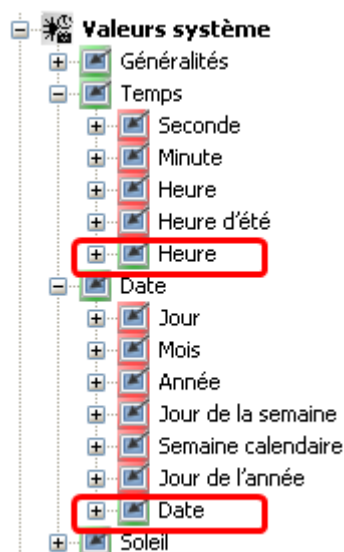 Valeurs système
Généralités
Temps
Seconde
Minute
Heure
Heure d'été
Heure
Date
Jour
Mois
Année
Jour de la semaine
Semaine calendaire
Jour de l'année
Date
Soleil